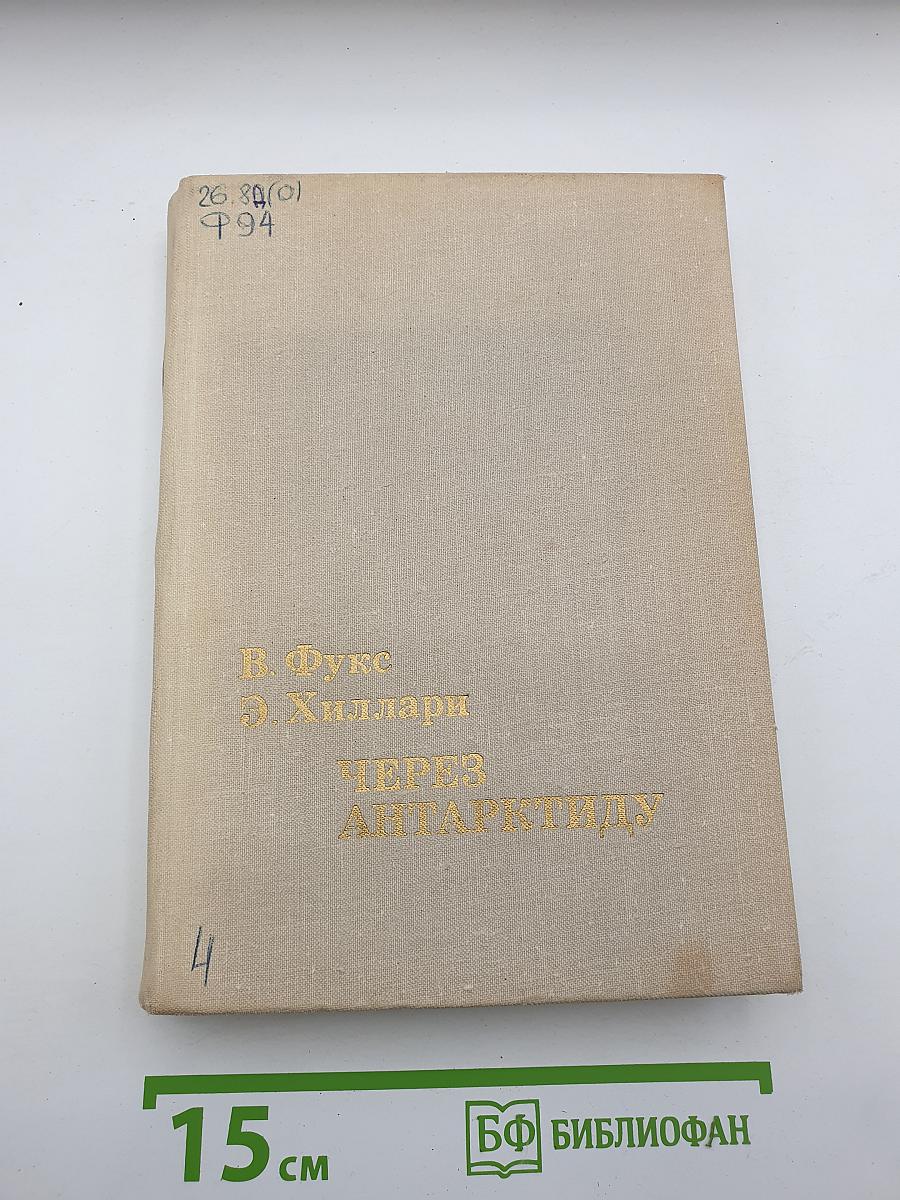 26.8Д(0)
Ф94
В. Фукс
Э. Хиллари
ЧЕРЕЗ
АНТАРКТИДУ
4
15 см
БФ БИБЛИОФАН